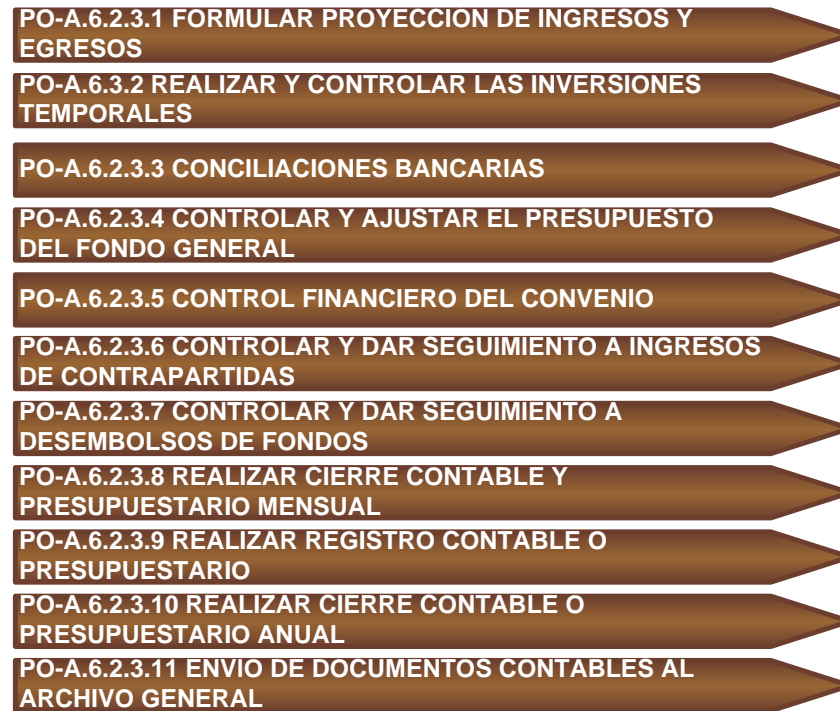 PO-A.6.2.3.1 FORMULAR PROYECCION DE INGRESOS Y
EGRESOS
PO-A.6.3.2 REALIZAR Y CONTROLAR LAS INVERSIONES
TEMPORALES
PO-A.6.2.3.3 CONCILIACIONES BANCARIAS
PO-A.6.2.3.4 CONTROLAR Y AJUSTAR EL PRESUPUESTO
DEL FONDO GENERAL
PO-A.6.2.3.5 CONTROL FINANCIERO DEL CONVENIO
PO-A.6.2.3.6 CONTROLAR Y DAR SEGUIMIENTO A INGRESOS
DE CONTRAPARTIDAS
PO-A.6.2.3.7 CONTROLAR Y DAR SEGUIMIENTO A
DESEMBOLSOS DE FONDOS
PO-A.6.2.3.8 REALIZAR CIERRE CONTABLE Y
PRESUPUESTARIO MENSUAL
PO-A.6.2.3.9 REALIZAR REGISTRO CONTABLE O
PRESUPUESTARIO
PO-A.6.2.3.10 REALIZAR CIERRE CONTABLE O
PRESUPUESTARIO ANUAL
PO-A.6.2.3.11 ENVIO DE DOCUMENTOS CONTABLES AL
ARCHIVO GENERAL